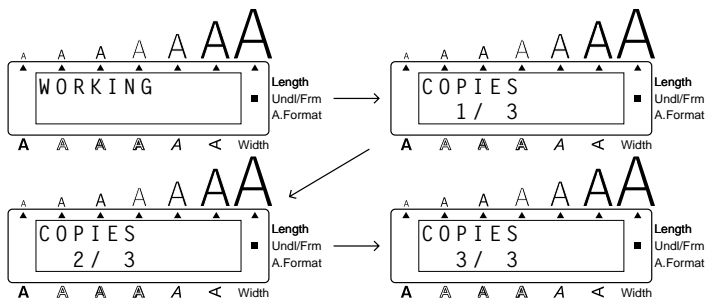 A A A A A A A
WORKING
Length
Undl/Frm
A.Format
A A A A A A Width
A A A A A A A
COPIES
1/ 3
Length
Undl/Frm
A.Format
A A A A A A Width
A A A A A A A
COPIES
2/ 3
Length
Undl/Frm
A.Format
A A A A A A Width
A A A A A A A
COPIES
3/ 3
Length
Undl/Frm
A.Format
A A A A A A Width